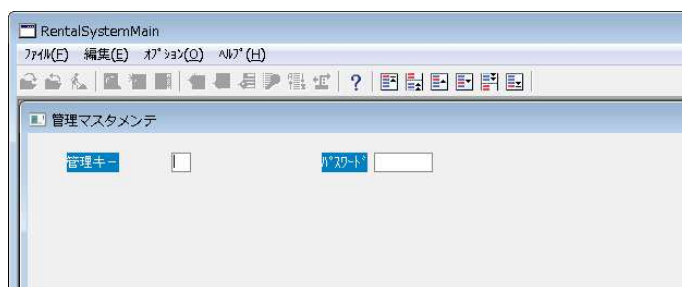 RentalSystemMain
ﾌｧｲﾙ(F) 編集(E) ｵﾌﾟｼｮﾝ(O) ﾍﾙﾌﾟ(H)
?
管理マスタメンテ
管理キー ﾊﾟｽﾜｰﾄﾞ